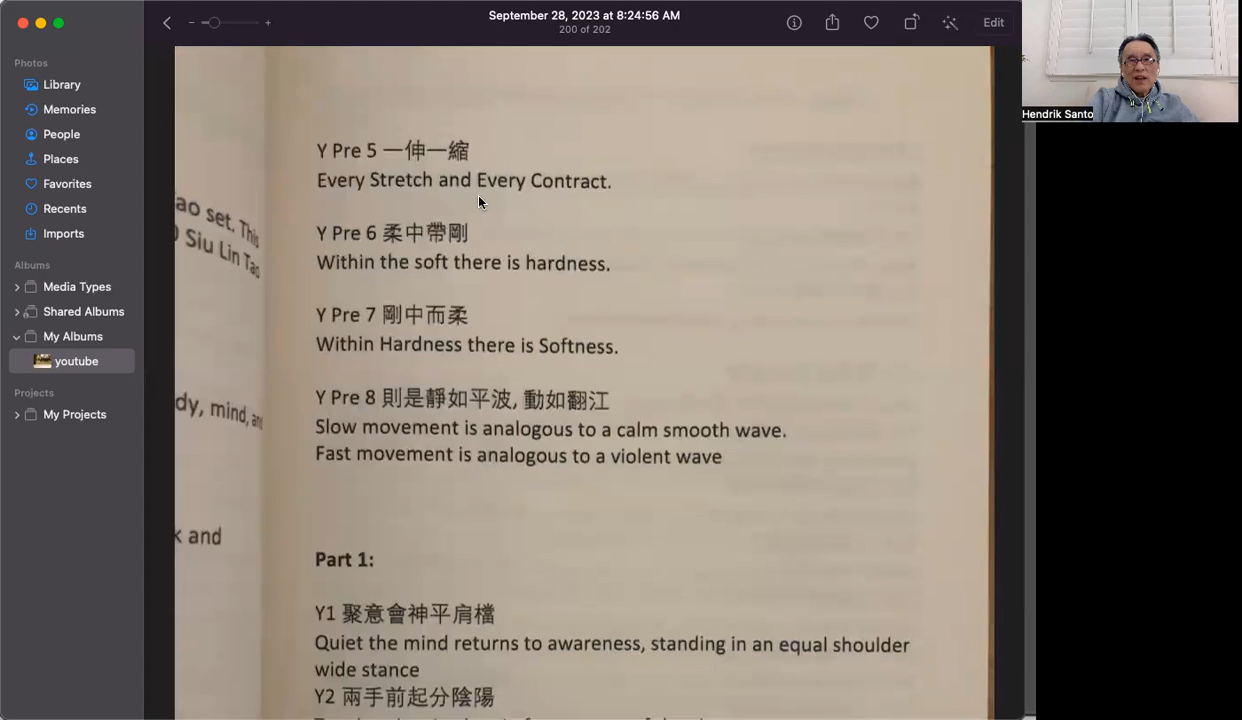 September 28, 2023 at 8:24:56 AM
200 of 202
Edit
Photos
Library
Memories
People
Places
Favorites
Recents
Imports
Albums
Media Types
Shared Albums
My Albums
youtube
Projects
My Projects
Hendrik Santo
ao set. This
Siu Lin Tao
dy, mind, an
k and
Y Pre 5 一伸一縮
Every Stretch and Every Contract.
Y Pre 6 柔中帶剛
Within the soft there is hardness.
Y Pre 7 剛中而柔
Within Hardness there is Softness.
Y Pre 8 則是靜如平波, 動如翻江
Slow movement is analogous to a calm smooth wave.
Fast movement is analogous to a violent wave
Part 1:
Y1 聚意會神平肩檔
Quiet the mind returns to awareness, standing in an equal shoulder
wide stance
Y2 兩手前起分陰陽